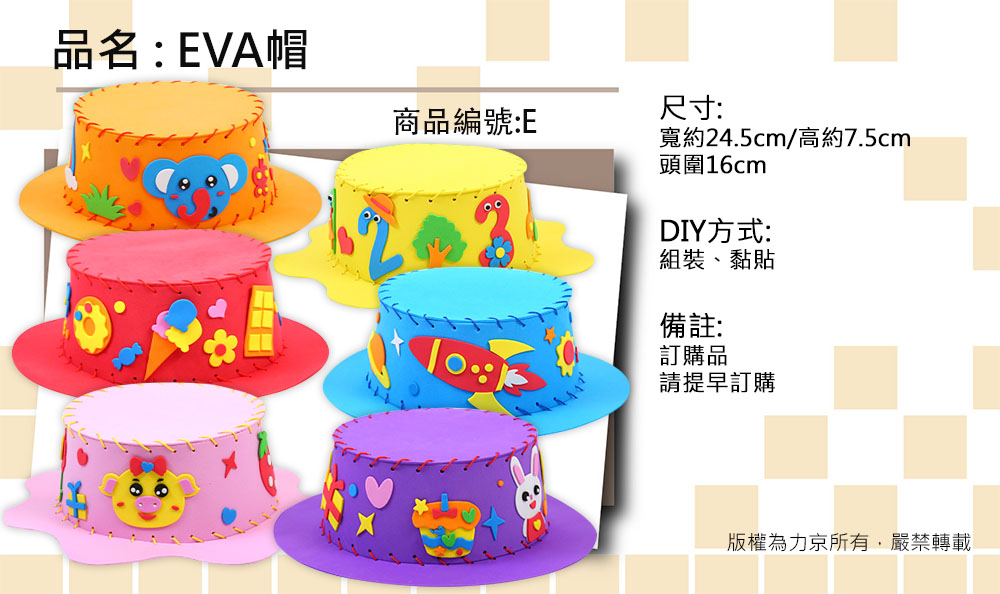 品名 : EVA帽
商品編號:E
尺寸:
寬約24.5cm/高約7.5cm
頭圍16cm
DIY方式:
組裝、黏貼
備註:
訂購品
請提早訂購
版權為力京所有，嚴禁轉載